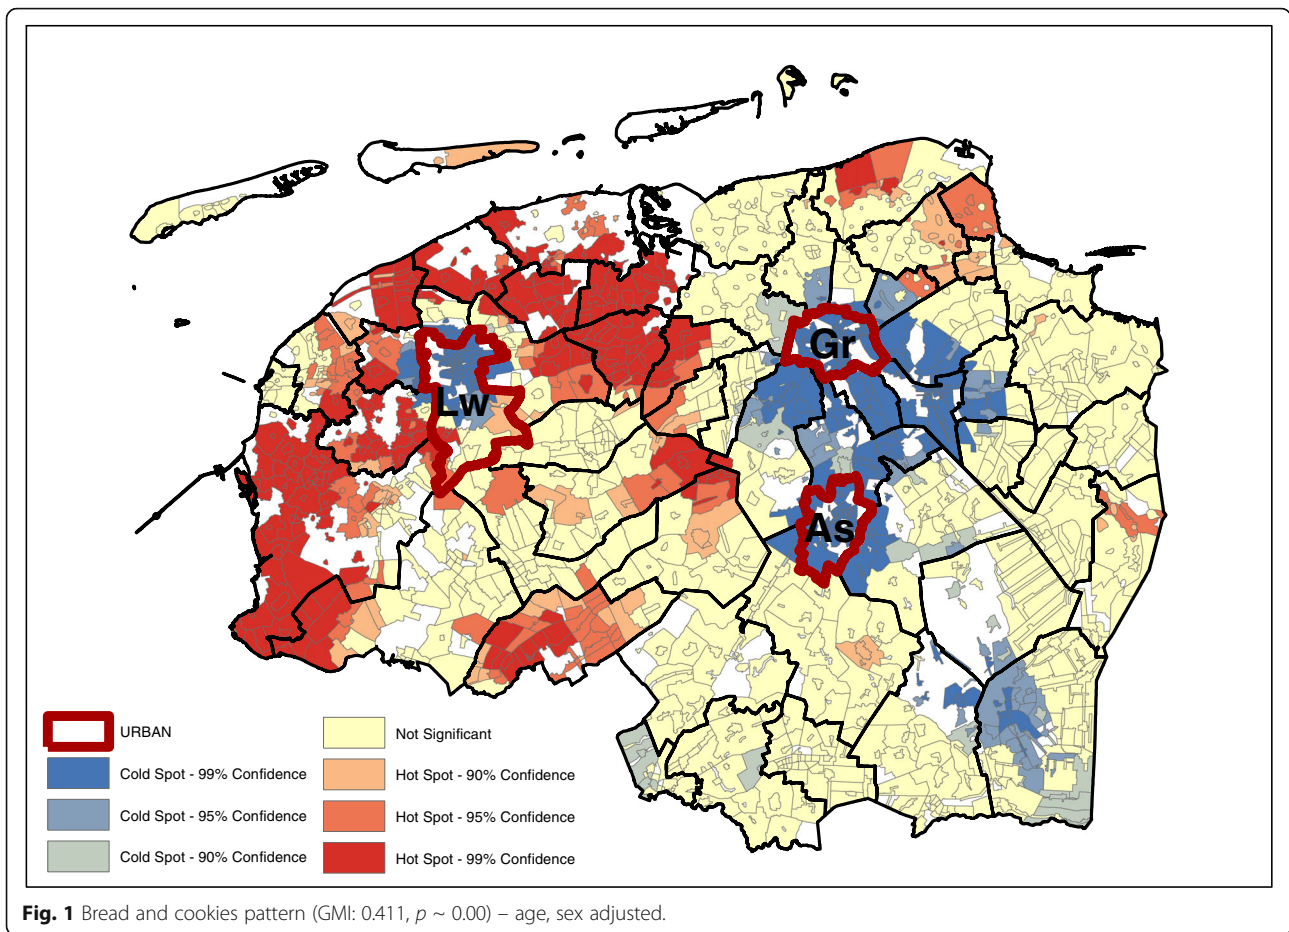 Gr
Lw
As
URBAN
Cold Spot - 99% Confidence
Cold Spot - 95% Confidence
Cold Spot - 90% Confidence
Not Significant
Hot Spot - 90% Confidence
Hot Spot - 95% Confidence
Hot Spot - 99% Confidence
Fig. 1 Bread and cookies pattern (GMI: 0.411, p ~ 0.00) – age, sex adjusted.